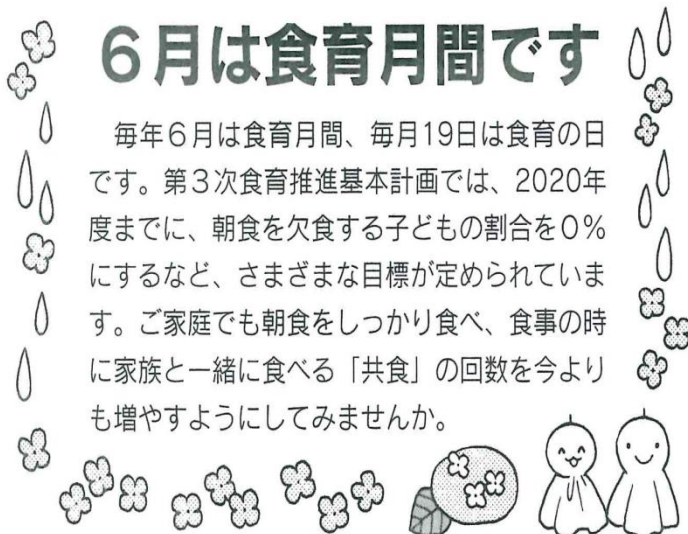 ６月は食育月間です
毎年６月は食育月間、毎月19日は食育の日
です。第３次食育推進基本計画では、2020年
度までに、朝食を欠食する子どもの割合を０％
にするなど、さまざまな目標が定められていま
す。ご家庭でも朝食をしっかり食べ、食事の時
に家族と一緒に食べる「共食」の回数を今より
も増やすようにしてみませんか。